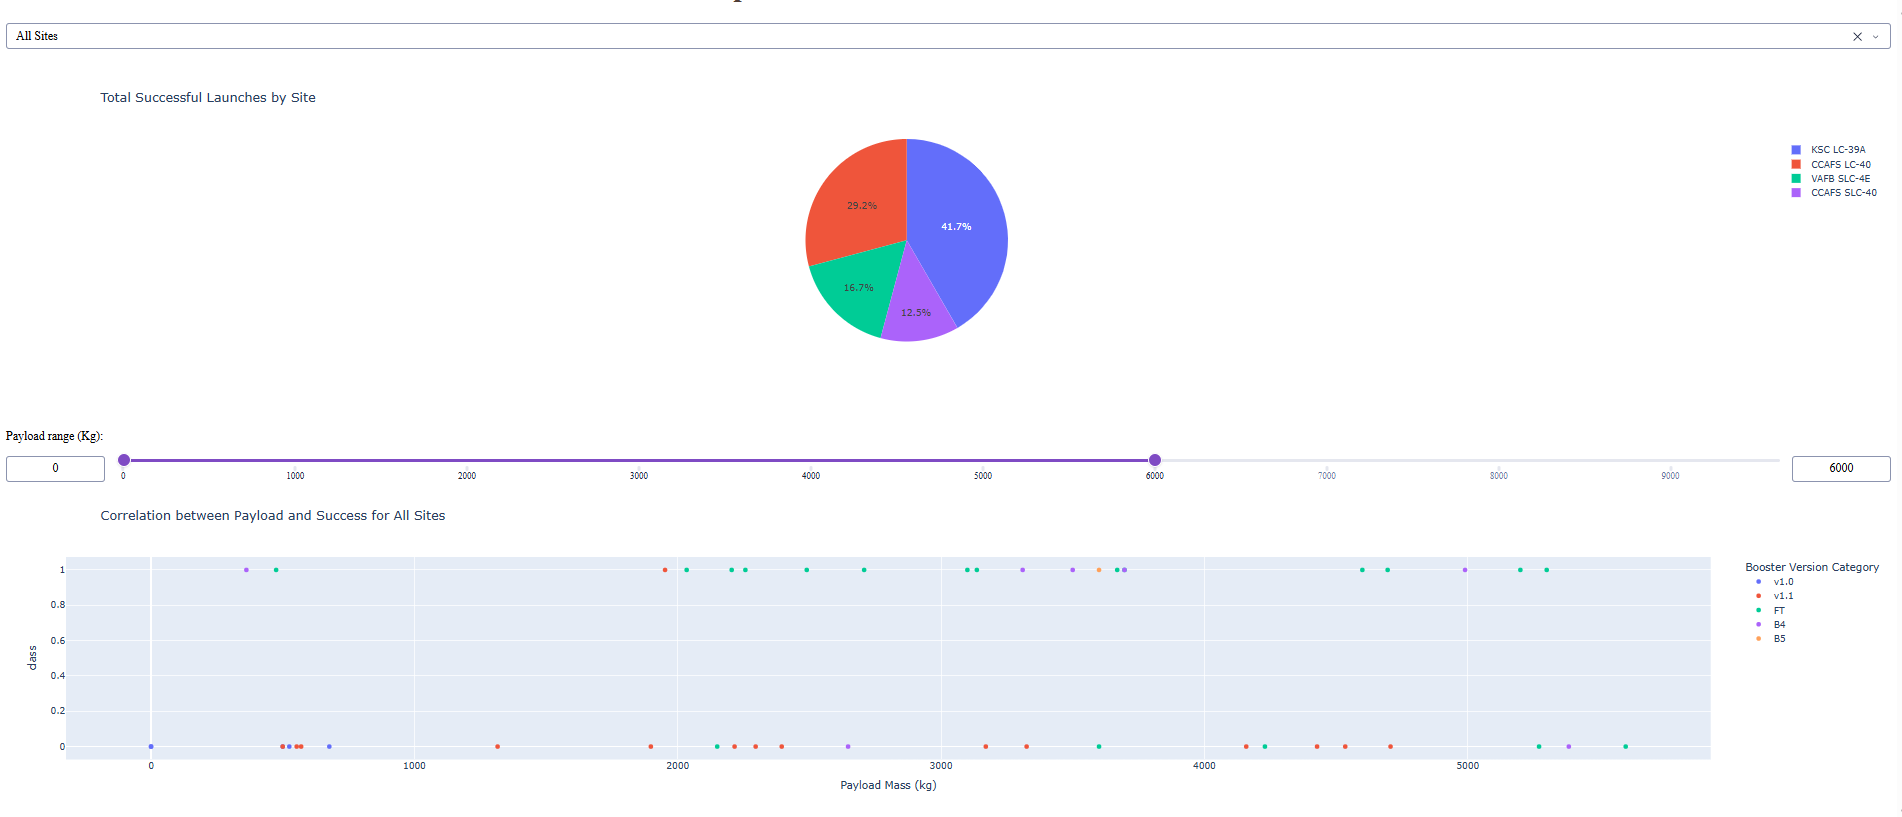 All Sites
Total Successful Launches by Site
KSC LC-39A
CCAFS LC-40
VAFB SLC-4E
CCAFS SLC-40
29.2%
41.7%
16.7%
12.5%
Payload range (Kg):
0
0 1000 2000 3000 4000 5000 6000 7000 8000 9000
6000
Correlation between Payload and Success for All Sites
Booster Version Category
v1.0
v1.1
FT
B4
B5
1
0.8
0.6
0.4
0.2
0
class
0 1000 2000 3000 4000 5000
Payload Mass (kg)